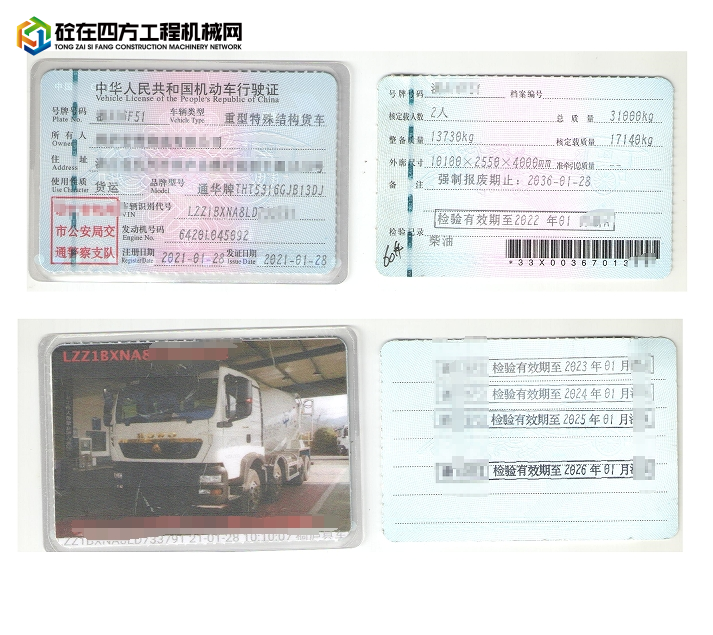 砼在四方工程机械网
TONG ZAI SI FANG CONSTRUCTION MACHINERY NETWORK
中华人民共和国机动车行驶证
Vehicle License of the People's Republic of China
号牌号码 F51 车辆类型 重型特殊结构货车
Plate No. Vehicle Type
所有人
Owner
住址
Address
使用性质 货运 品牌型号 通华牌THT5316GJB13DJ
Use Character Model
车辆识别代号 LZZ1BXNA8LD
VIN
市公安局交
通警察支队
发动机号码 64201045092
Engine No.
注册日期 2021-01-28 发证日期 2021-01-28
Register Date Issue Date
号牌号码 档案编号
核定载人数 2人 总质量 31000kg
整备质量 13730kg 核定载质量 17140kg
外廓尺寸 10100×2550×4000mm 准牵引总质量 --
备注 强制报废期止：2036-01-28
检验有效期至2022年01
检验记录
柴油
*33X00367013
LZZ1BXNA8
LZZ1BXNA8LD733791 21-01-28 10:10:07
检验有效期至2023年01月
检验有效期至2024年01月
检验有效期至2025年01月
检验有效期至2026年01月